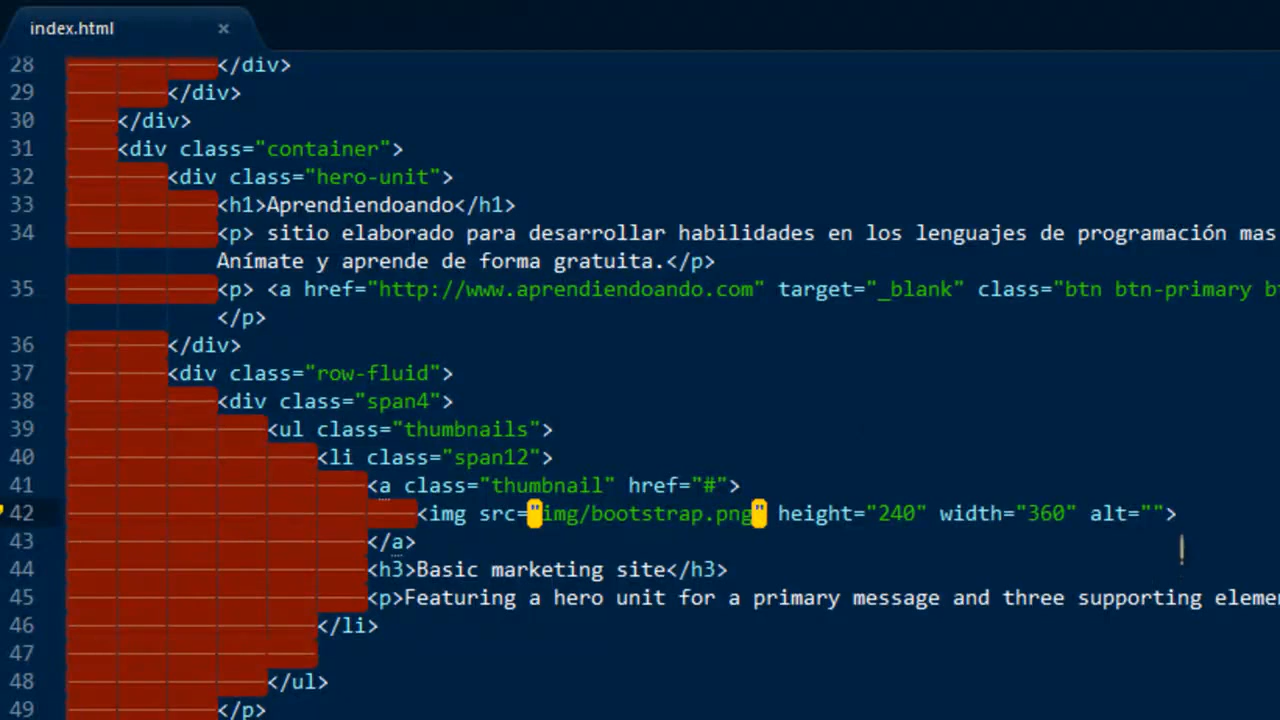 index.html ×
28 </div>
29 </div>
30 </div>
31 <div class="container">
32 <div class="hero-unit">
33 <h1>Aprendiendoando</h1>
34 <p> sitio elaborado para desarrollar habilidades en los lenguajes de programación mas
Anímate y aprende de forma gratuita.</p>
35 <p> <a href="http://www.aprendiendoando.com" target="_blank" class="btn btn-primary
</p>
36 </div>
37 <div class="row-fluid">
38 <div class="span4">
39 <ul class="thumbnails">
40 <li class="span12">
41 <a class="thumbnail" href="#">
42 <img src="img/bootstrap.png" height="240" width="360" alt="">
43 </a>
44 <h3>Basic marketing site</h3>
45 <p>Featuring a hero unit for a primary message and three supporting
46 </li>
47
48 </ul>
49 </p>